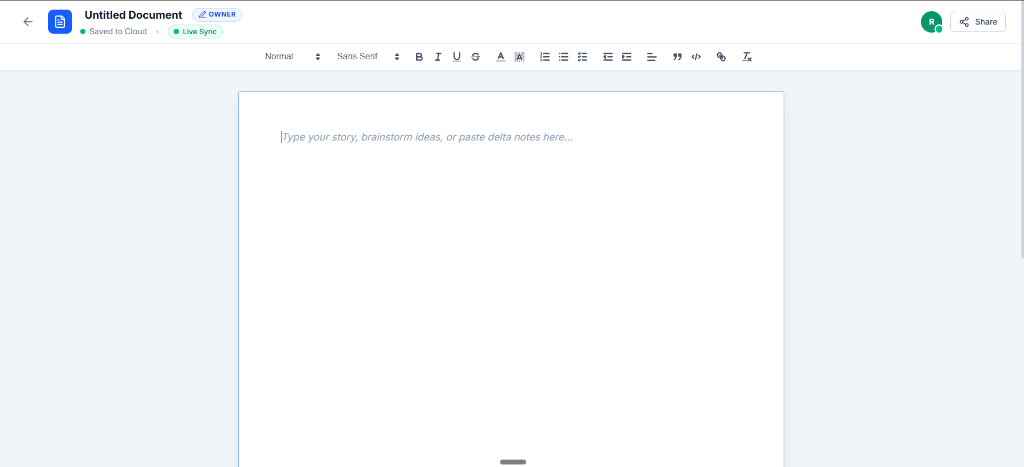 Untitled Document OWNER
Saved to Cloud • Live Sync
R Share
Normal Sans Serif B I U S A A
Type your story, brainstorm ideas, or paste delta notes here...